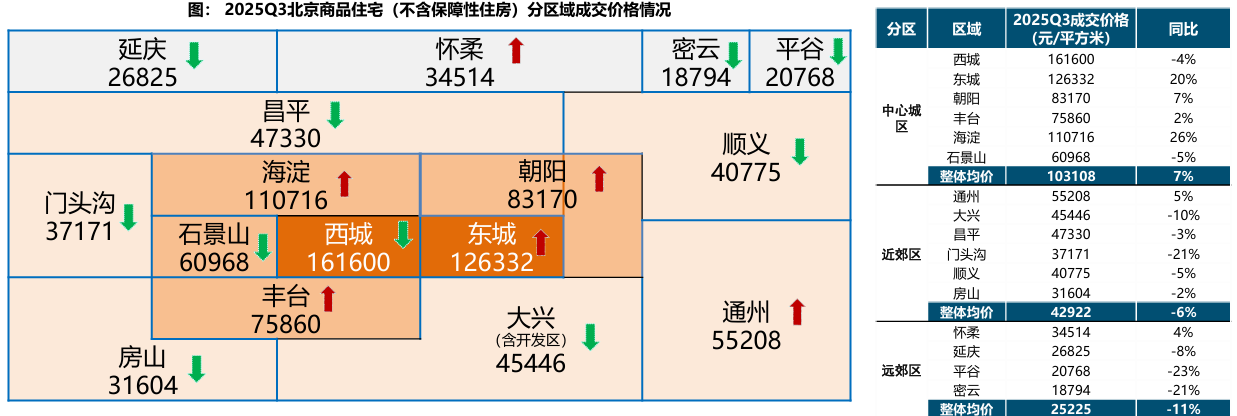 图： 2025Q3北京商品住宅（不含保障性住房）分区域成交价格情况
延庆
26825
怀柔
34514
密云
18794
平谷
20768
昌平
47330
顺义
40775
门头沟
37171
海淀
110716
朝阳
83170
石景山
60968
西城
161600
东城
126332
丰台
75860
房山
31604
大兴
(含开发区)
45446
通州
55208
分区 区域 2025Q3成交价格（元/平方米） 同比
中心城区
西城 161600 -4%
东城 126332 20%
朝阳 83170 7%
丰台 75860 2%
海淀 110716 26%
石景山 60968 -5%
整体均价 103108 7%
近郊区
通州 55208 5%
大兴 45446 -10%
昌平 47330 -3%
门头沟 37171 -21%
顺义 40775 -5%
房山 31604 -2%
整体均价 42922 -6%
远郊区
怀柔 34514 4%
延庆 26825 -8%
平谷 20768 -23%
密云 18794 -21%
整体均价 25225 -11%